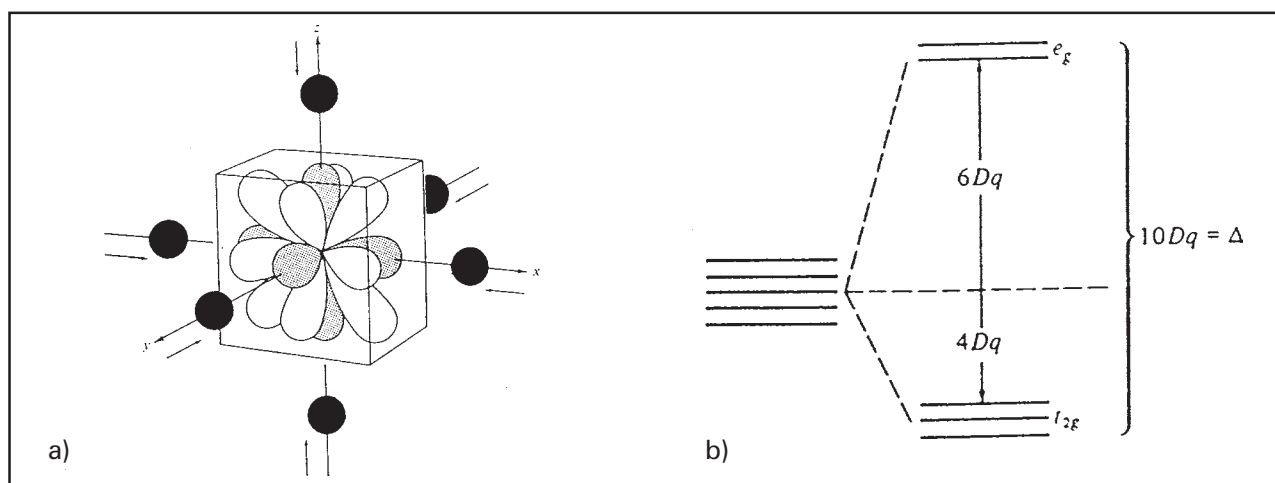 z
x
y
a)
e_g
6Dq
10Dq = Δ
4Dq
t_2g
b)